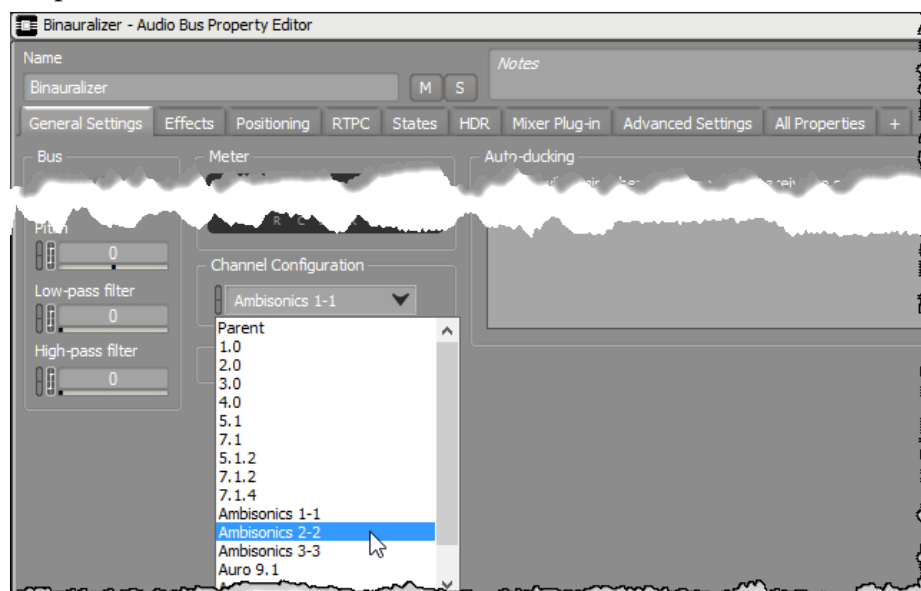 Binauralizer - Audio Bus Property Editor
Name
Notes
Binauralizer
M S
General Settings Effects Positioning RTPC States HDR Mixer Plug-in Advanced Settings All Properties +
Bus
Meter
Auto-ducking
0
Channel Configuration
Low-pass filter
Ambisonics 1-1
0
Parent
1.0
High-pass filter
2.0
0
3.0
4.0
5.1
7.1
5.1.2
7.1.2
7.1.4
Ambisonics 1-1
Ambisonics 2-2
Ambisonics 3-3
Auro 9.1